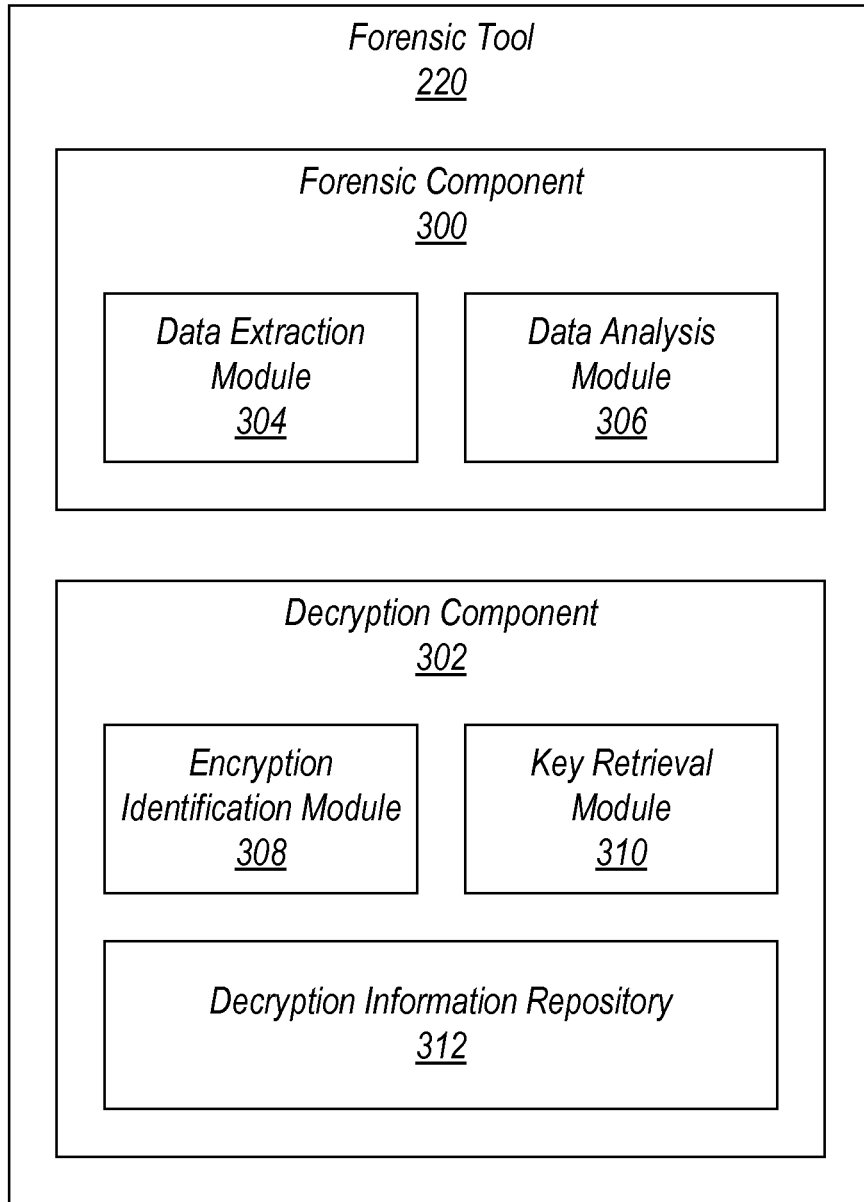 Forensic Tool
220
Forensic Component
300
Data Extraction
Module
304
Data Analysis
Module
306
Decryption Component
302
Encryption
Identification Module
308
Key Retrieval
Module
310
Decryption Information Repository
312